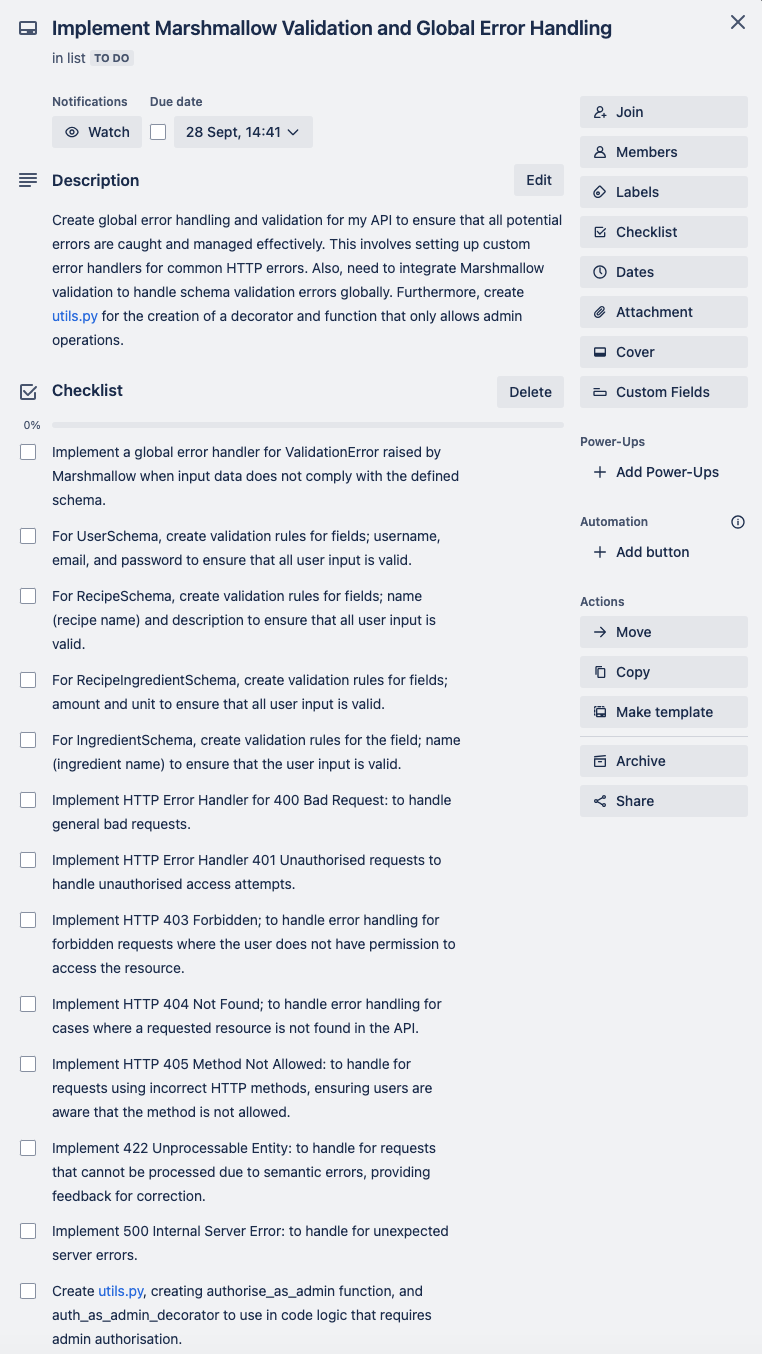 Implement Marshmallow Validation and Global Error Handling
in list TO DO
Notifications
Due date
Watch
28 Sept, 14:41
Description
Edit
Create global error handling and validation for my API to ensure that all potential
errors are caught and managed effectively. This involves setting up custom
error handlers for common HTTP errors. Also, need to integrate Marshmallow
validation to handle schema validation errors globally. Furthermore, create
utils.py for the creation of a decorator and function that only allows admin
operations.
Checklist
Delete
0%
Implement a global error handler for ValidationError raised by
Marshmallow when input data does not comply with the defined
schema.
For UserSchema, create validation rules for fields; username,
email, and password to ensure that all user input is valid.
For RecipeSchema, create validation rules for fields; name
(recipe name) and description to ensure that all user input is
valid.
For RecipeIngredientSchema, create validation rules for fields;
amount and unit to ensure that all user input is valid.
For IngredientSchema, create validation rules for the field; name
(ingredient name) to ensure that the user input is valid.
Implement HTTP Error Handler for 400 Bad Request: to handle
general bad requests.
Implement HTTP Error Handler 401 Unauthorised requests to
handle unauthorised access attempts.
Implement HTTP 403 Forbidden; to handle error handling for
forbidden requests where the user does not have permission to
access the resource.
Implement HTTP 404 Not Found; to handle error handling for
cases where a requested resource is not found in the API.
Implement HTTP 405 Method Not Allowed: to handle for
requests using incorrect HTTP methods, ensuring users are
aware that the method is not allowed.
Implement 422 Unprocessable Entity: to handle for requests
that cannot be processed due to semantic errors, providing
feedback for correction.
Implement 500 Internal Server Error: to handle for unexpected
server errors.
Create utils.py, creating authorise_as_admin function, and
auth_as_admin_decorator to use in code logic that requires
admin authorisation.
Join
Members
Labels
Checklist
Dates
Attachment
Cover
Custom Fields
Power-Ups
Add Power-Ups
Automation
Add button
Actions
Move
Copy
Make template
Archive
Share